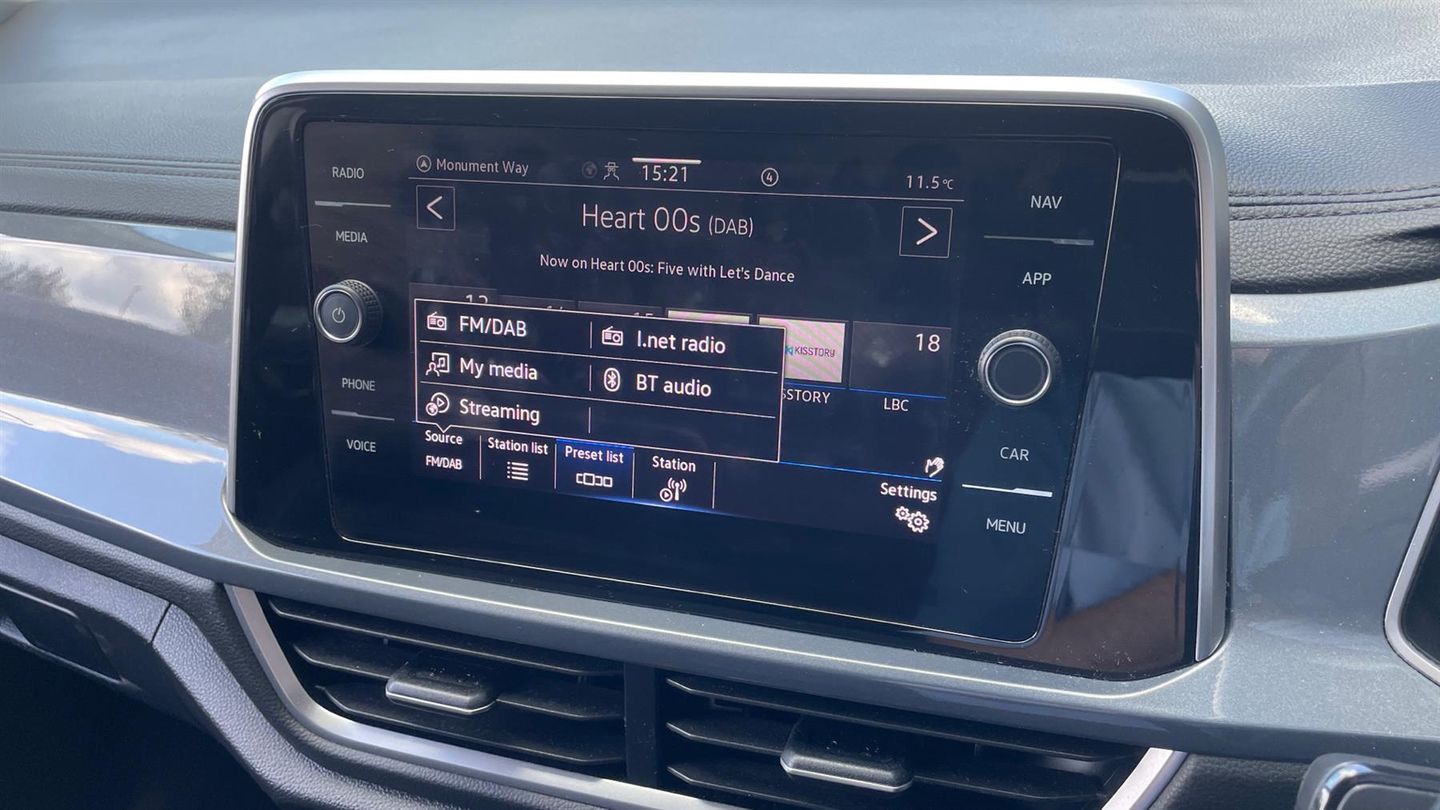 RADIO
MEDIA
PHONE
VOICE
Monument Way
15:21
4
11.5°C
Heart 00s (DAB)
Now on Heart 00s: Five with Let's Dance
18
KISSTORY
LBC
FM/DAB
I.net radio
My media
BT audio
Streaming
Source
FM/DAB
Station list
Preset list
Station
Settings
NAV
APP
CAR
MENU